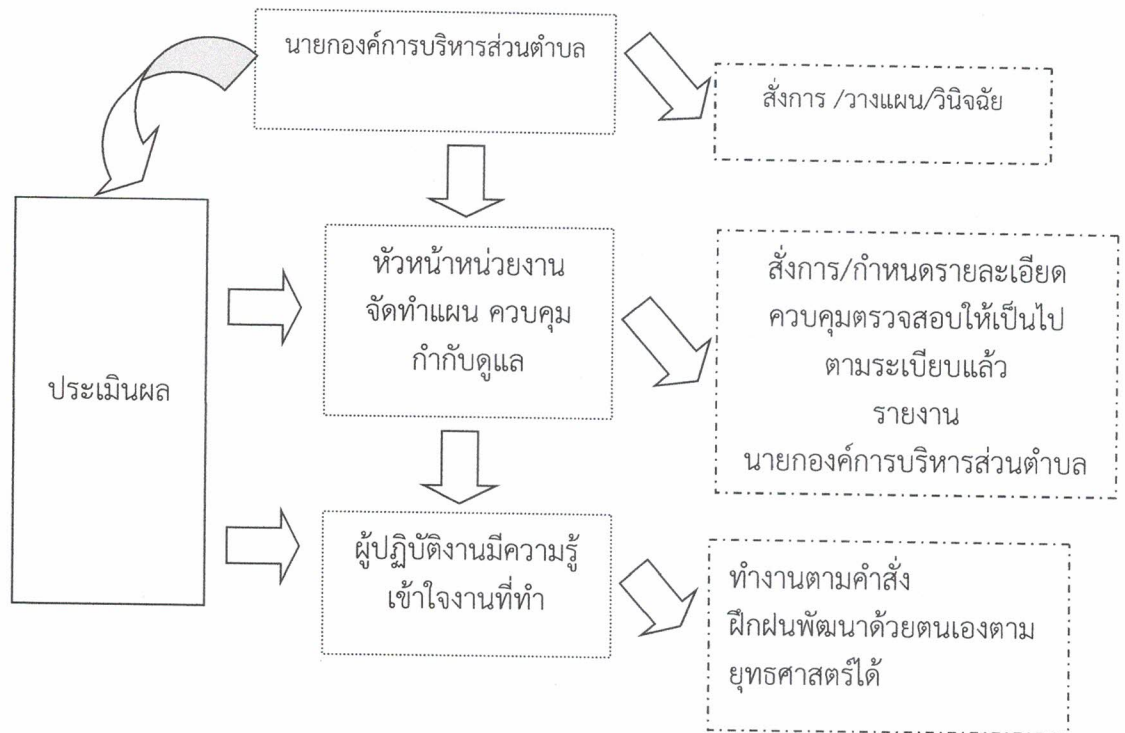 นายกองค์การบริหารส่วนตำบล
สั่งการ /วางแผน/วินิจฉัย
หัวหน้าหน่วยงาน
จัดทำแผน ควบคุม
กำกับดูแล
สั่งการ/กำหนดรายละเอียด
ควบคุมตรวจสอบให้เป็นไป
ตามระเบียบแล้ว
รายงาน
นายกองค์การบริหารส่วนตำบล
ประเมินผล
ผู้ปฏิบัติงานมีความรู้
เข้าใจงานที่ทำ
ทำงานตามคำสั่ง
ฝึกฝนพัฒนาด้วยตนเองตาม
ยุทธศาสตร์ได้